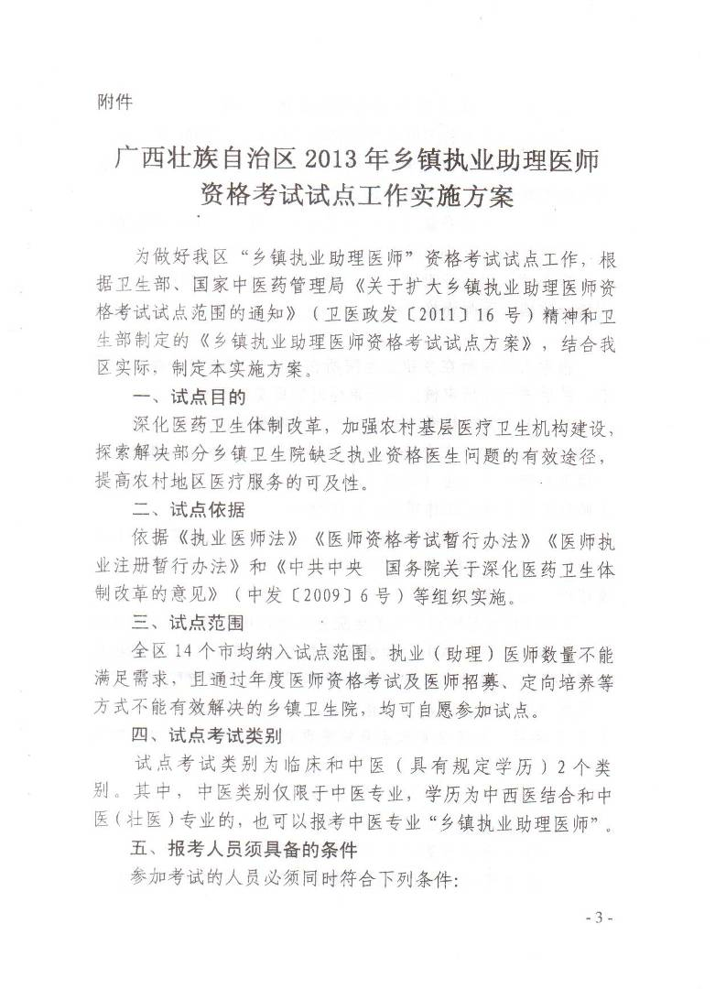 附件
广西壮族自治区 2013 年乡镇执业助理医师
资格考试试点工作实施方案
为做好我区“乡镇执业助理医师”资格考试试点工作，根
据卫生部、国家中医药管理局《关于扩大乡镇执业助理医师资
格考试试点范围的通知》（卫医政发〔2011〕16 号）精神和卫
生部制定的《乡镇执业助理医师资格考试试点方案》，结合我
区实际，制定本实施方案。
一、试点目的
深化医药卫生体制改革，加强农村基层医疗卫生机构建设，
探索解决部分乡镇卫生院缺乏执业资格医生问题的有效途径，
提高农村地区医疗服务的可及性。
二、试点依据
依据《执业医师法》《医师资格考试暂行办法》《医师执
业注册暂行办法》和《中共中央　国务院关于深化医药卫生体
制改革的意见》（中发〔2009〕6 号）等组织实施。
三、试点范围
全区 14 个市均纳入试点范围。执业（助理）医师数量不能
满足需求，且通过年度医师资格考试及医师招募、定向培养等
方式不能有效解决的乡镇卫生院，均可自愿参加试点。
四、试点考试类别
试点考试类别为临床和中医（具有规定学历）2 个类
别。其中，中医类别仅限于中医专业，学历为中西医结合和中
医（壮医）专业的，也可以报考中医专业“乡镇执业助理医师”。
五、报考人员须具备的条件
参加考试的人员必须同时符合下列条件：
- 3 -